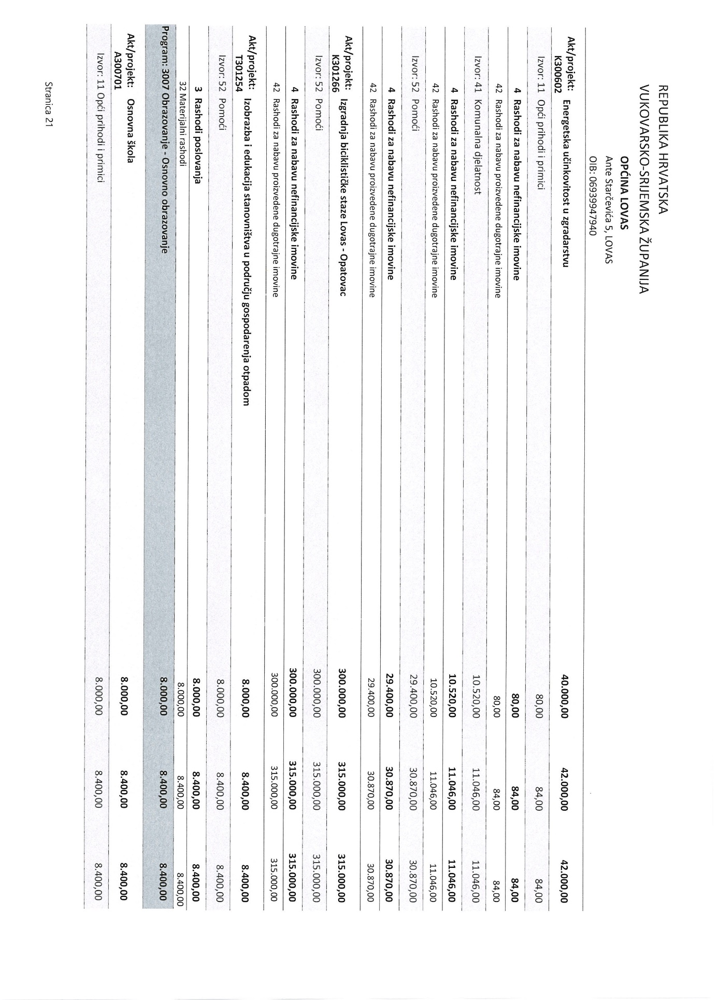 REPUBLIKA HRVATSKA
VUKOVARSKO-SRIJEMSKA ŽUPANIJA
OPĆINA LOVAS
Ante Starčevića 5, LOVAS
OIB: 06939947940
Akt/projekt: K300602 Energetska učinkovitost u zgradarstvu 40.000,00 42.000,00 42.000,00
Izvor: 11 Opći prihodi i primici 80,00 84,00 84,00
4 Rashodi za nabavu nefinancijske imovine 80,00 84,00 84,00
42 Rashodi za nabavu proizvedene dugotrajne imovine 80,00 84,00 84,00
Izvor: 41 Komunalna djelatnost 10.520,00 11.046,00 11.046,00
4 Rashodi za nabavu nefinancijske imovine 10.520,00 11.046,00 11.046,00
42 Rashodi za nabavu proizvedene dugotrajne imovine 10.520,00 11.046,00 11.046,00
Izvor: 52 Pomoći 29.400,00 30.870,00 30.870,00
4 Rashodi za nabavu nefinancijske imovine 29.400,00 30.870,00 30.870,00
42 Rashodi za nabavu proizvedene dugotrajne imovine 29.400,00 30.870,00 30.870,00
Akt/projekt: K301266 Izgradnja biciklističke staze Lovas - Opatovac 300.000,00 315.000,00 315.000,00
Izvor: 52 Pomoći 300.000,00 315.000,00 315.000,00
4 Rashodi za nabavu nefinancijske imovine 300.000,00 315.000,00 315.000,00
42 Rashodi za nabavu proizvedene dugotrajne imovine 300.000,00 315.000,00 315.000,00
Akt/projekt: T301254 Izobrazba i edukacija stanovništva u području gospodarenja otpadom 8.000,00 8.400,00 8.400,00
Izvor: 52 Pomoći 8.000,00 8.400,00 8.400,00
3 Rashodi poslovanja 8.000,00 8.400,00 8.400,00
32 Materijalni rashodi 8.000,00 8.400,00 8.400,00
Program: 3007 Obrazovanje - Osnovno obrazovanje 8.000,00 8.400,00 8.400,00
Akt/projekt: A300701 Osnovna škola 8.000,00 8.400,00 8.400,00
Izvor: 11 Opći prihodi i primici 8.000,00 8.400,00 8.400,00
Stranica 21